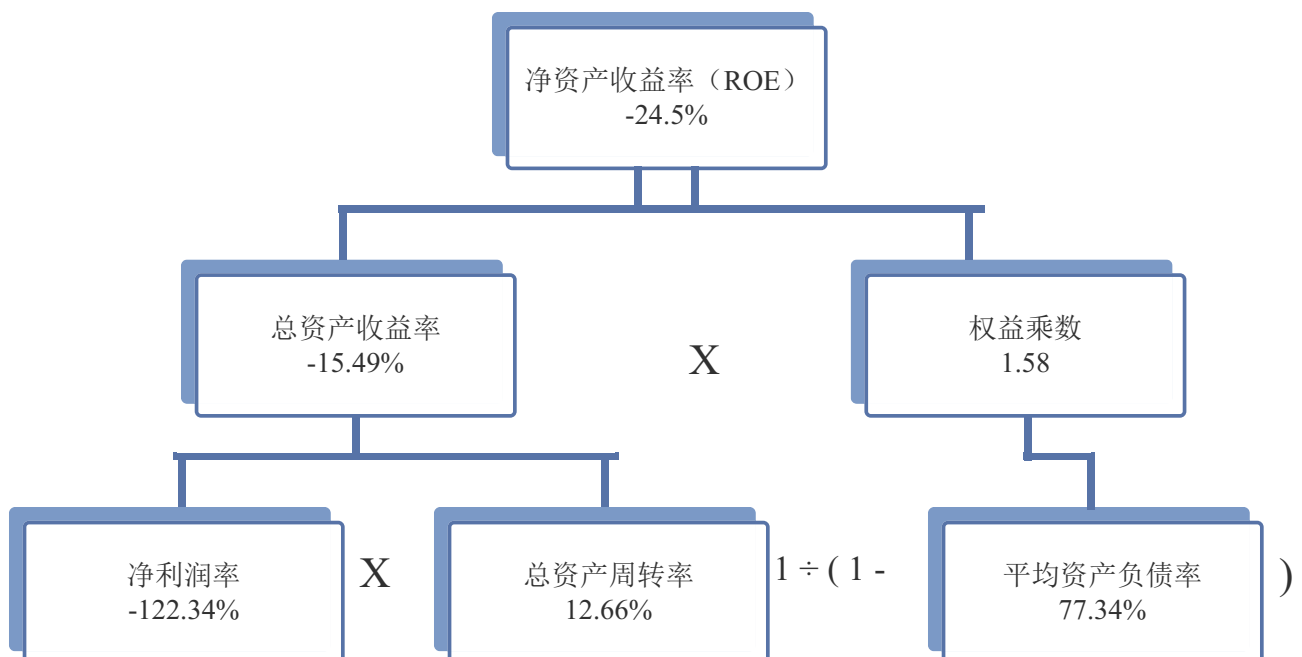 净资产收益率（ROE）
-24.5%
总资产收益率
-15.49%
X
权益乘数
1.58
净利润率
-122.34%
X
总资产周转率
12.66%
1 ÷ ( 1 -
平均资产负债率
77.34%
)